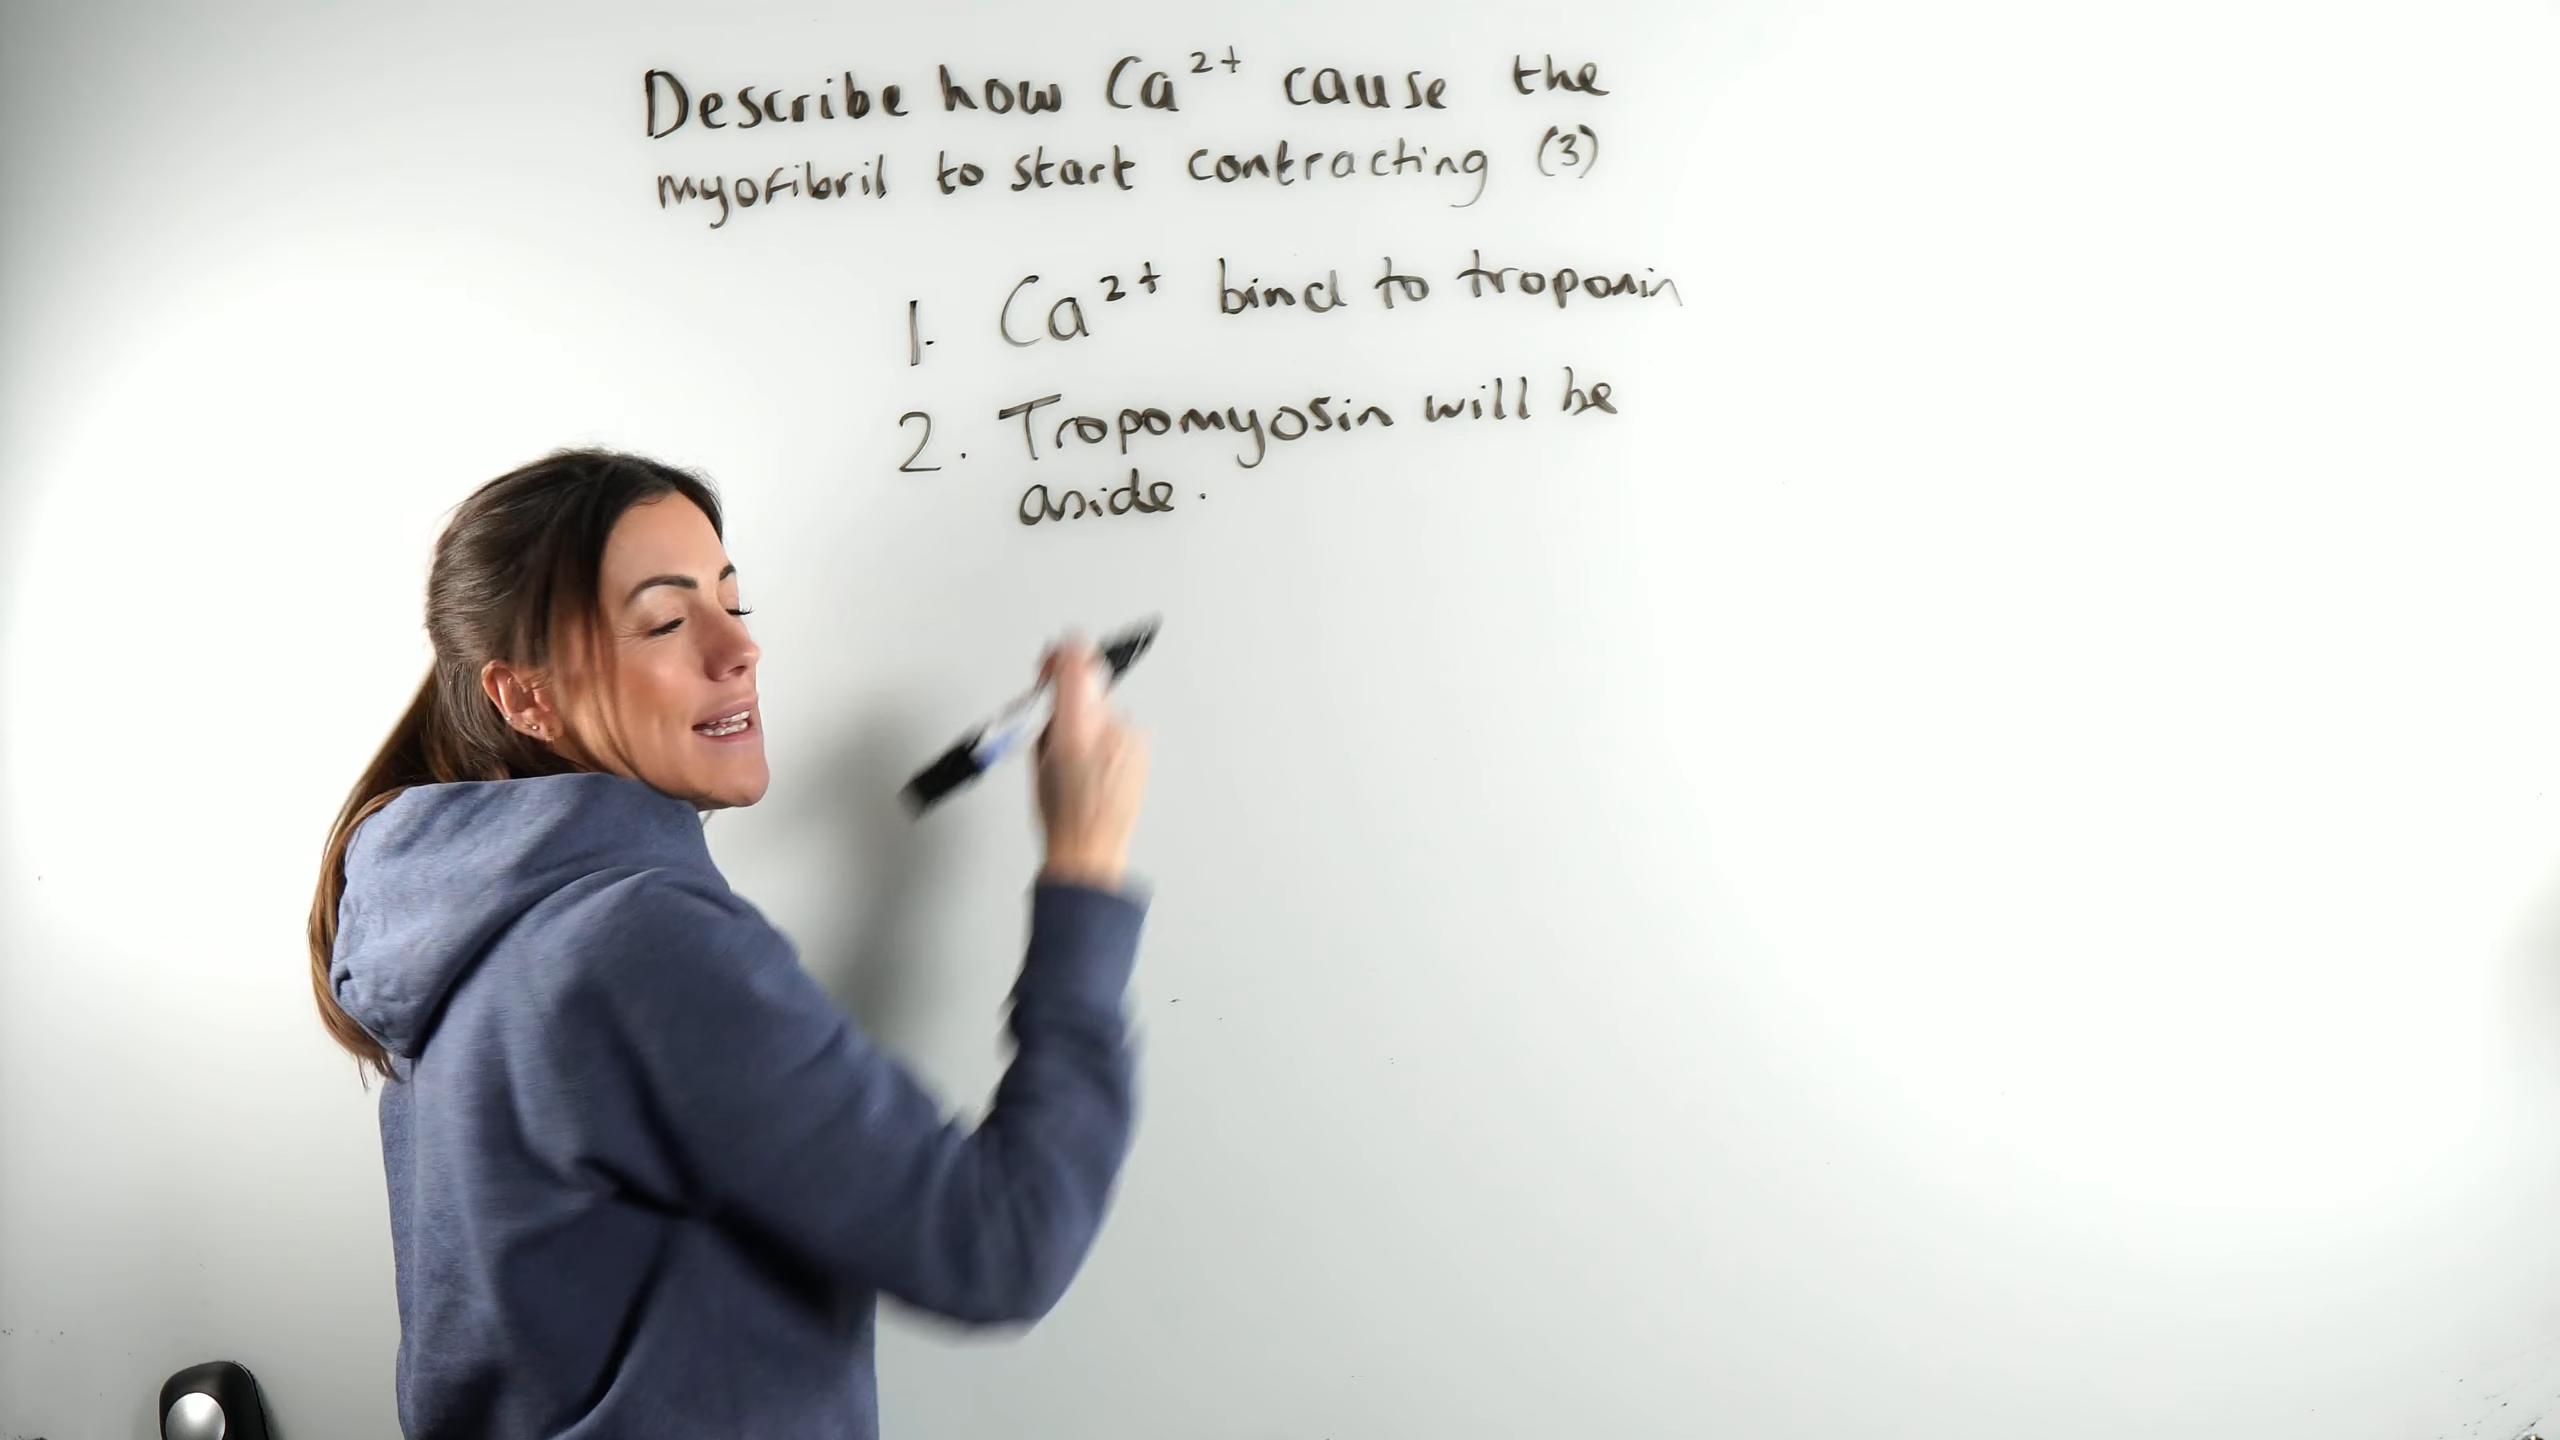 Describe how Ca²⁺ cause the
myofibril to start contracting (3)
1. Ca²⁺ bind to troponin
2. Tropomyosin will be
aside.